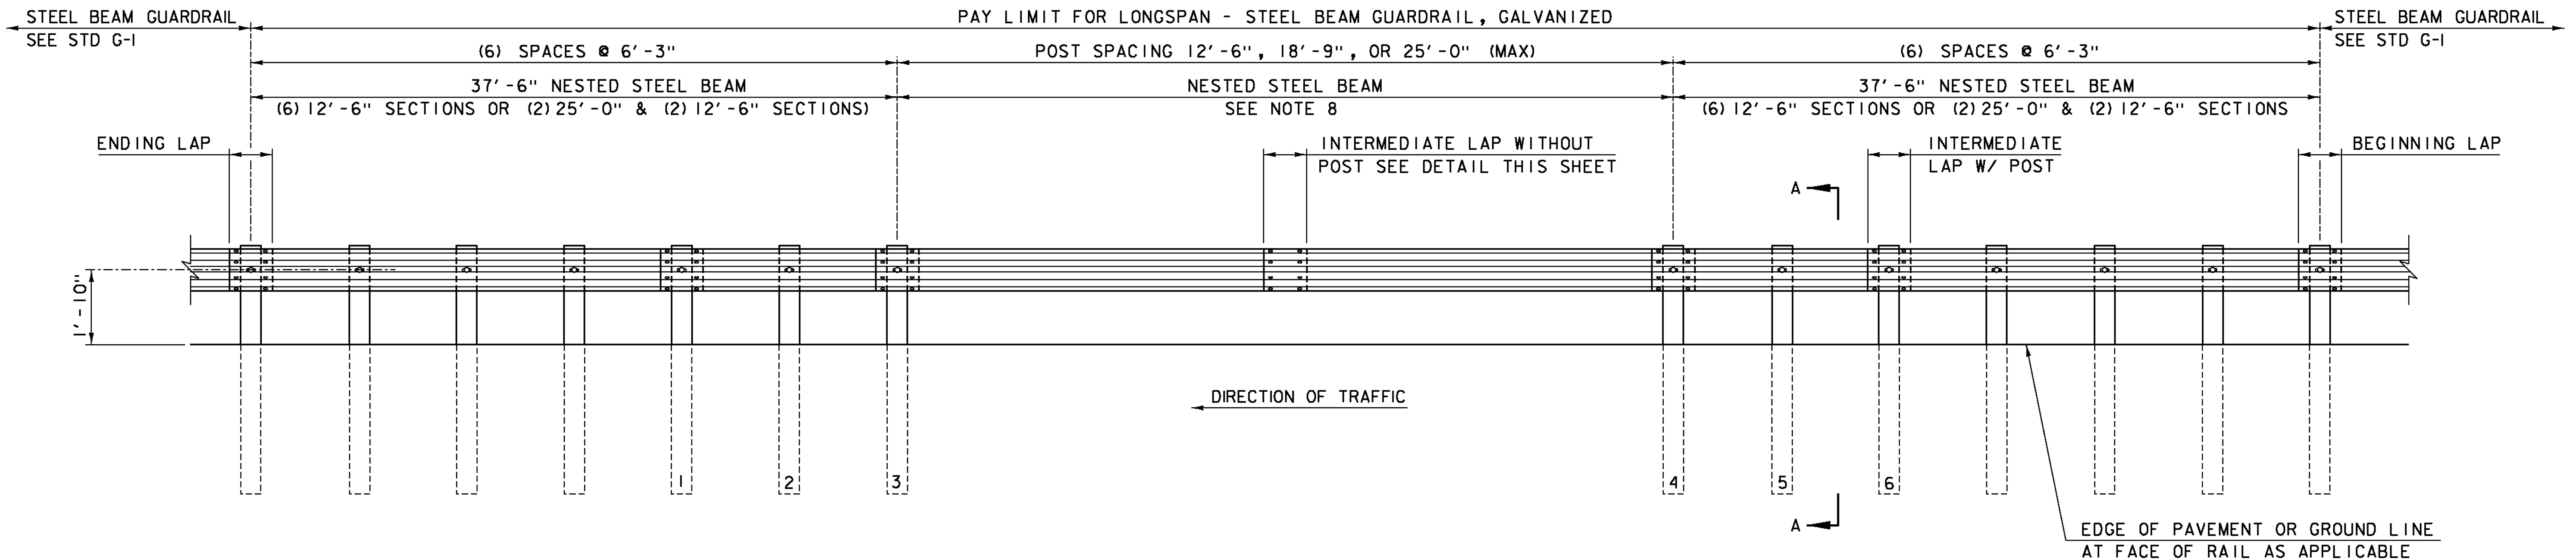 STEEL BEAM GUARDRAIL
SEE STD G-1
PAY LIMIT FOR LONGSPAN - STEEL BEAM GUARDRAIL, GALVANIZED
STEEL BEAM GUARDRAIL
SEE STD G-1
(6) SPACES @ 6'-3"
POST SPACING 12'-6", 18'-9", OR 25'-0" (MAX)
(6) SPACES @ 6'-3"
37'-6" NESTED STEEL BEAM
(6) 12'-6" SECTIONS OR (2) 25'-0" & (2) 12'-6" SECTIONS)
NESTED STEEL BEAM
SEE NOTE 8
37'-6" NESTED STEEL BEAM
(6) 12'-6" SECTIONS OR (2) 25'-0" & (2) 12'-6" SECTIONS
ENDING LAP
INTERMEDIATE LAP WITHOUT
POST SEE DETAIL THIS SHEET
INTERMEDIATE
LAP W/ POST
BEGINNING LAP
A
1'-10"
DIRECTION OF TRAFFIC
1
2
3
4
5
6
A
EDGE OF PAVEMENT OR GROUND LINE
AT FACE OF RAIL AS APPLICABLE